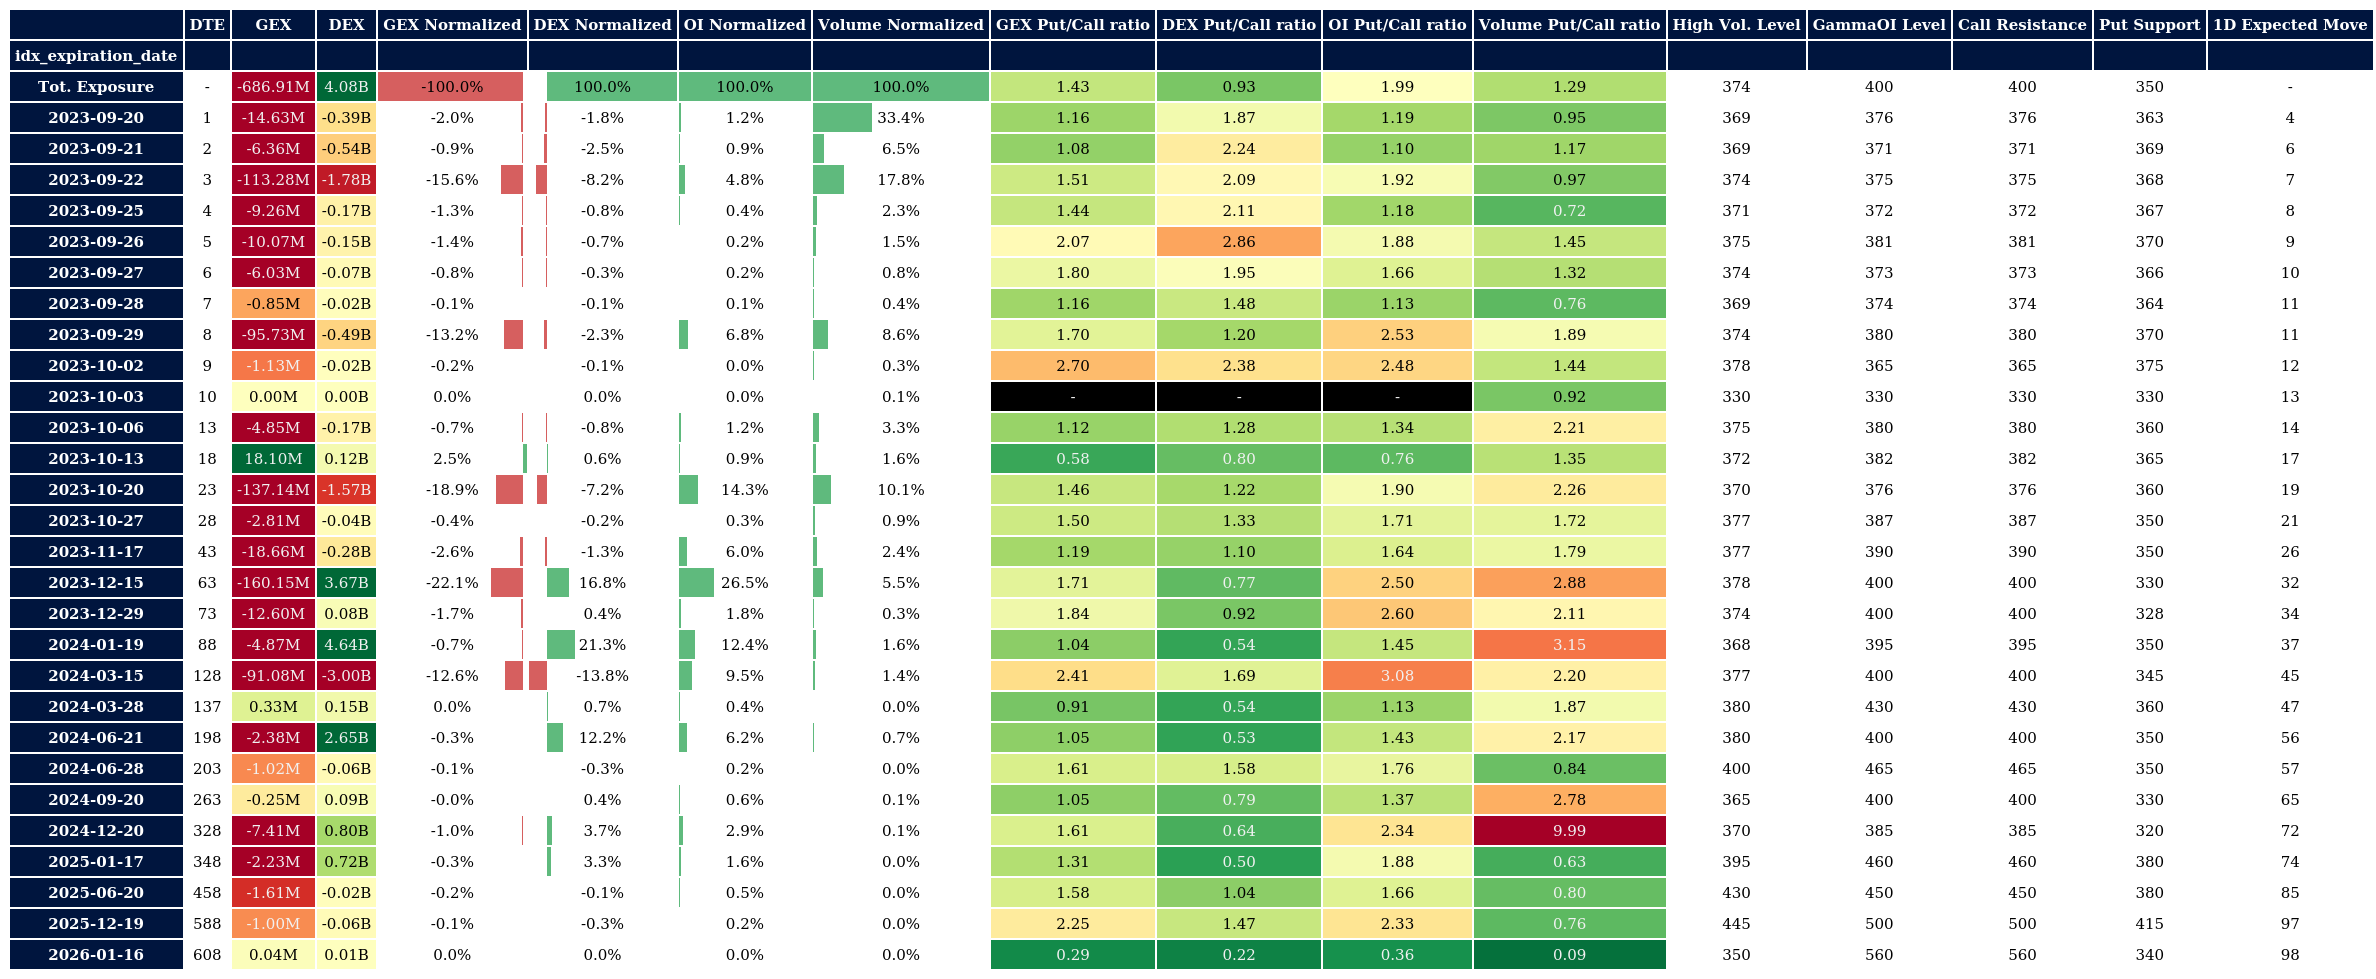 DTE GEX DEX GEX Normalized DEX Normalized OI Normalized Volume Normalized GEX Put/Call ratio DEX Put/Call ratio OI Put/Call ratio Volume Put/Call ratio High Vol. Level GammaOI Level Call Resistance Put Support 1D Expected Move
idx_expiration_date
Tot. Exposure - -686.91M 4.08B -100.0% 100.0% 100.0% 100.0% 1.43 0.93 1.99 1.29 374 400 400 350 -
2023-09-20 1 -14.63M -0.39B -2.0% -1.8% 1.2% 33.4% 1.16 1.87 1.19 0.95 369 376 376 363 4
2023-09-21 2 -6.36M -0.54B -0.9% -2.5% 0.9% 6.5% 1.08 2.24 1.10 1.17 369 371 371 369 6
2023-09-22 3 -113.28M -1.78B -15.6% -8.2% 4.8% 17.8% 1.51 2.09 1.92 0.97 374 375 375 368 7
2023-09-25 4 -9.26M -0.17B -1.3% -0.8% 0.4% 2.3% 1.44 2.11 1.18 0.72 371 372 372 367 8
2023-09-26 5 -10.07M -0.15B -1.4% -0.7% 0.2% 1.5% 2.07 2.86 1.88 1.45 375 381 381 370 9
2023-09-27 6 -6.03M -0.07B -0.8% -0.3% 0.2% 0.8% 1.80 1.95 1.66 1.32 374 373 373 366 10
2023-09-28 7 -0.85M -0.02B -0.1% -0.1% 0.1% 0.4% 1.16 1.48 1.13 0.76 369 374 374 364 11
2023-09-29 8 -95.73M -0.49B -13.2% -2.3% 6.8% 8.6% 1.70 1.20 2.53 1.89 374 380 380 370 11
2023-10-02 9 -1.13M -0.02B -0.2% -0.1% 0.0% 0.3% 2.70 2.38 2.48 1.44 378 365 365 375 12
2023-10-03 10 0.00M 0.00B 0.0% 0.0% 0.0% 0.1% - - - 0.92 330 330 330 330 13
2023-10-06 13 -4.85M -0.17B -0.7% -0.8% 1.2% 3.3% 1.12 1.28 1.34 2.21 375 380 380 360 14
2023-10-13 18 18.10M 0.12B 2.5% 0.6% 0.9% 1.6% 0.58 0.80 0.76 1.35 372 382 382 365 17
2023-10-20 23 -137.14M -1.57B -18.9% -7.2% 14.3% 10.1% 1.46 1.22 1.90 2.26 370 376 376 360 19
2023-10-27 28 -2.81M -0.04B -0.4% -0.2% 0.3% 0.9% 1.50 1.33 1.71 1.72 377 387 387 350 21
2023-11-17 43 -18.66M -0.28B -2.6% -1.3% 6.0% 2.4% 1.19 1.10 1.64 1.79 377 390 390 350 26
2023-12-15 63 -160.15M 3.67B -22.1% 16.8% 26.5% 5.5% 1.71 0.77 2.50 2.88 378 400 400 330 32
2023-12-29 73 -12.60M 0.08B -1.7% 0.4% 1.8% 0.3% 1.84 0.92 2.60 2.11 374 400 400 328 34
2024-01-19 88 -4.87M 4.64B -0.7% 21.3% 12.4% 1.6% 1.04 0.54 1.45 3.15 368 395 395 350 37
2024-03-15 128 -91.08M -3.00B -12.6% -13.8% 9.5% 1.4% 2.41 1.69 3.08 2.20 377 400 400 345 45
2024-03-28 137 0.33M 0.15B 0.0% 0.7% 0.4% 0.0% 0.91 0.54 1.13 1.87 380 430 430 360 47
2024-06-21 198 -2.38M 2.65B -0.3% 12.2% 6.2% 0.7% 1.05 0.53 1.43 2.17 380 400 400 350 56
2024-06-28 203 -1.02M -0.06B -0.1% -0.3% 0.2% 0.0% 1.61 1.58 1.76 0.84 400 465 465 350 57
2024-09-20 263 -0.25M 0.09B -0.0% 0.4% 0.6% 0.1% 1.05 0.79 1.37 2.78 365 400 400 330 65
2024-12-20 328 -7.41M 0.80B -1.0% 3.7% 2.9% 0.1% 1.61 0.64 2.34 9.99 370 385 385 320 72
2025-01-17 348 -2.23M 0.72B -0.3% 3.3% 1.6% 0.0% 1.31 0.50 1.88 0.63 395 460 460 380 74
2025-06-20 458 -1.61M -0.02B -0.2% -0.1% 0.5% 0.0% 1.58 1.04 1.66 0.80 430 450 450 380 85
2025-12-19 588 -1.00M -0.06B -0.1% -0.3% 0.2% 0.0% 2.25 1.47 2.33 0.76 445 500 500 415 97
2026-01-16 608 0.04M 0.01B 0.0% 0.0% 0.0% 0.0% 0.29 0.22 0.36 0.09 350 560 560 340 98